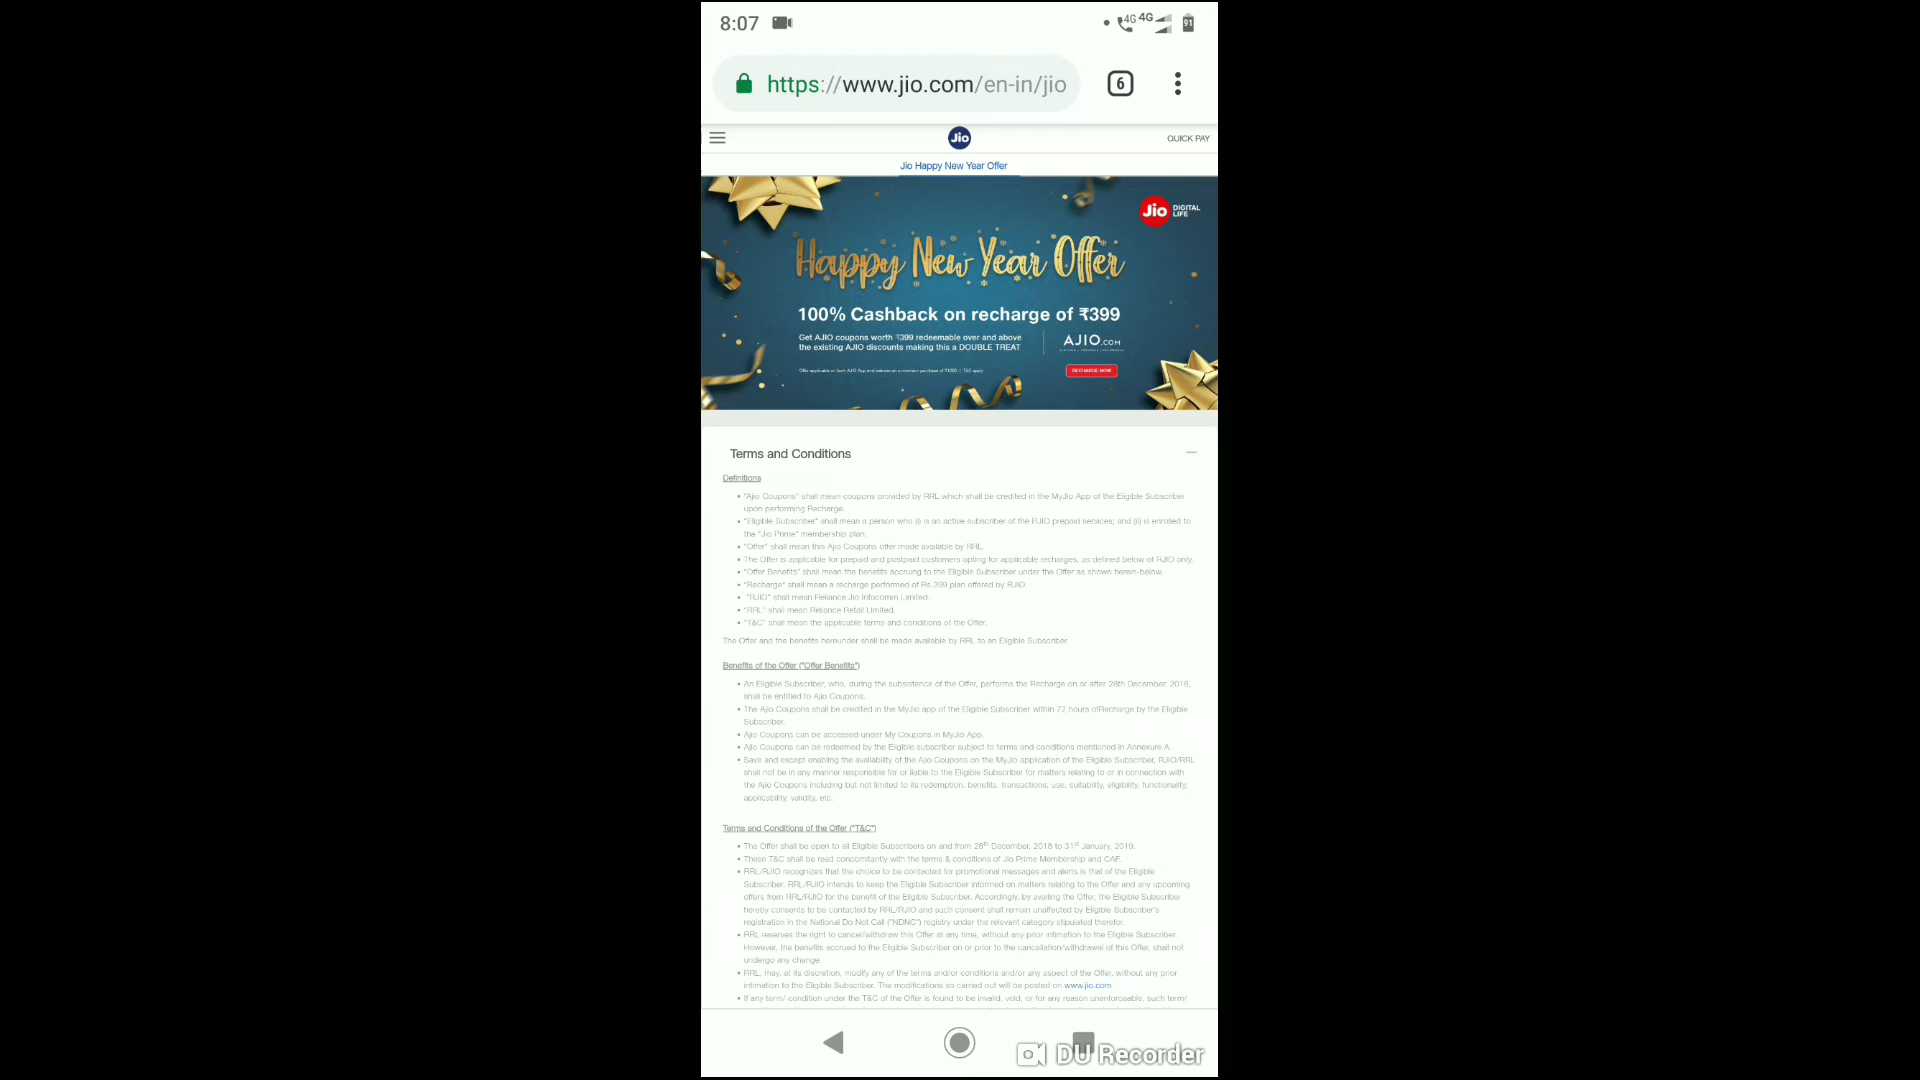 8:07
4G 4G 91
https://www.jio.com/en-in/jio 6
Jio QUICK PAY
Jio Happy New Year Offer
Jio DIGITAL LIFE
Happy New Year Offer
100% Cashback on recharge of ₹399
Get AJIO coupons worth ₹399 redeemable over and above
the existing AJIO discounts making this a DOUBLE TREAT
AJIO.COM
Offer applicable on both AJIO App and website on a minimum purchase of | T&C apply
RECHARGE NOW
Terms and Conditions
Definitions
• "Ajio Coupons" shall mean coupons provided by RRL which shall be credited in the MyJio App of the Eligible Subscriber
upon performing Recharge.
• "Eligible Subscriber" shall mean a person who (i) is an active subscriber of the RJIO prepaid services; and (ii) is enrolled to
the "Jio Prime" membership plan.
• "Offer" shall mean this Ajio Coupons offer made available by RRL.
• The Offer is applicable for prepaid and postpaid customers opting for applicable recharges, as defined below of RJIO only.
• "Offer Benefits" shall mean the benefits accruing to the Eligible Subscriber under the Offer as shown herein-below.
• "Recharge" shall mean a recharge performed of Rs.399 plan offered by RJIO.
• "RJIO" shall mean Reliance Jio Infocomm Limited.
• "RRL" shall mean Reliance Retail Limited.
• "T&C" shall mean the applicable terms and conditions of the Offer.
The Offer and the benefits hereunder shall be made available by RRL to an Eligible Subscriber.
Benefits of the Offer ("Offer Benefits")
• An Eligible Subscriber, who, during the subsistence of the Offer, performs the Recharge on or after 28th December, 2018,
shall be entitled to Ajio Coupons.
• The Ajio Coupons shall be credited in the MyJio app of the Eligible Subscriber within 72 hours ofRecharge by the Eligible
Subscriber.
• Ajio Coupons can be accessed under My Coupons in MyJio App.
• Ajio Coupons can be redeemed by the Eligible subscriber subject to terms and conditions mentioned in Annexure A.
• Save and except enabling the availability of the Ajio Coupons on the MyJio application of the Eligible Subscriber, RJIO/RRL
shall not be in any manner responsible for or liable to the Eligible Subscriber for matters relating to or in connection with
the Ajio Coupons including but not limited to its redemption, benefits, transactions, use, suitability, eligibility, functionality,
applicability, validity, etc.
Terms and Conditions of the Offer ("T&C")
• The Offer shall be open to all Eligible Subscribers on and from 28th December, 2018 to 31st January, 2019.
• These T&C shall be read concomitantly with the terms & conditions of Jio Prime Membership and CAF.
• RRL/RJIO recognizes that the choice to be contacted for promotional messages and alerts is that of the Eligible
Subscriber. RRL/RJIO intends to keep the Eligible Subscriber informed on matters relating to the Offer and any upcoming
offers from RRL/RJIO for the benefit of the Eligible Subscriber. Accordingly, by availing the Offer, the Eligible Subscriber
hereby consents to be contacted by RRL/RJIO and such consent shall remain unaffected by Eligible Subscriber's
registration in the National Do Not Call ("NDNC") registry under the relevant category stipulated therefor.
• RRL reserves the right to cancel/withdraw this Offer at any time, without any prior intimation to the Eligible Subscriber.
However, the benefits accrued to the Eligible Subscriber on or prior to the cancellation/withdrawal of this Offer, shall not
undergo any change.
• RRL, may, at its discretion, modify any of the terms and/or conditions and/or any aspect of the Offer, without any prior
intimation to the Eligible Subscriber. The modifications so carried out will be posted on www.jio.com.
• If any term/ condition under the T&C of the Offer is found to be invalid, void, or for any reason unenforceable, such term/
DU Recorder